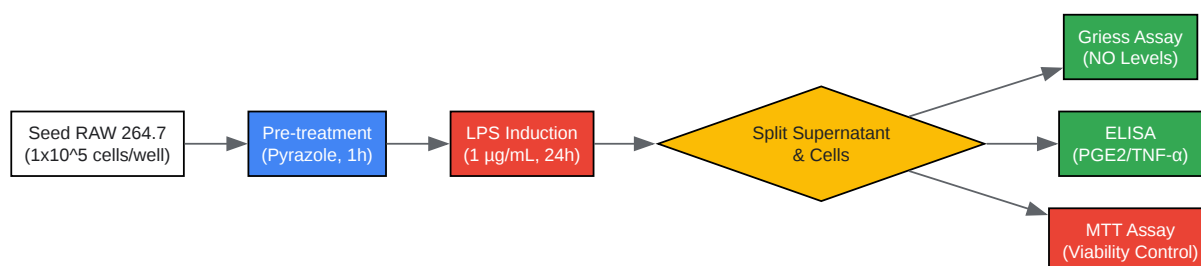 Seed RAW 264.7
(1x10^5 cells/well)
Pre-treatment
(Pyrazole, 1h)
LPS Induction
(1 µg/mL, 24h)
Split Supernatant
& Cells
Griess Assay
(NO Levels)
ELISA
(PGE2/TNF-α)
MTT Assay
(Viability Control)